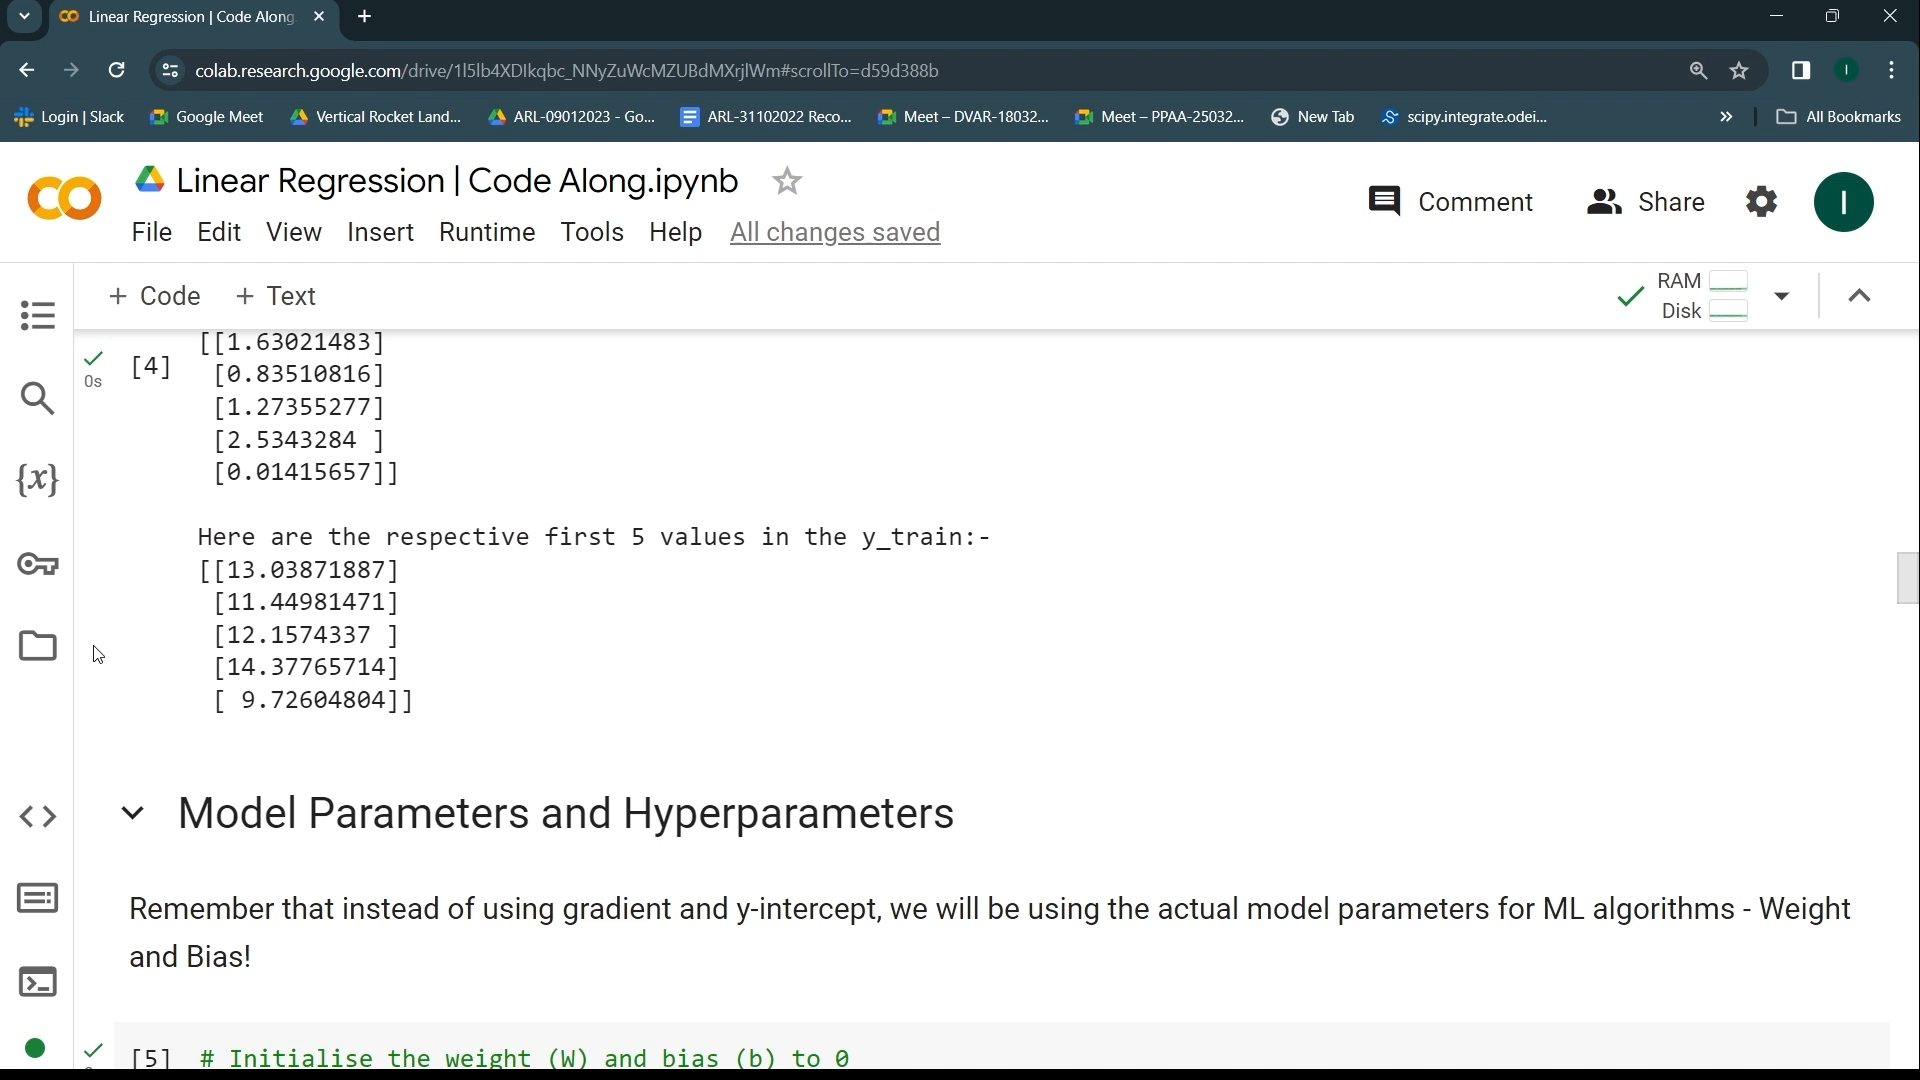 Linear Regression | Code Along
colab.research.google.com/drive/15lb4XDIkqbc_NNyZuWcMZUBdMXrjlWm#scrollTo=d59d388b
Login | Slack
Google Meet
Vertical Rocket Land...
ARL-09012023 - Go...
ARL-31102022 Reco...
Meet – DVAR-18032...
Meet – PPAA-25032...
New Tab
scipy.integrate.odei...
»
All Bookmarks
Linear Regression | Code Along.ipynb
File Edit View Insert Runtime Tools Help All changes saved
Comment
Share
I
+ Code + Text
RAM
Disk
[4]
0s
[[1.63021483]
[0.83510816]
[1.27355277]
[2.5343284 ]
[0.01415657]]
Here are the respective first 5 values in the y_train:-
[[13.03871887]
[11.44981471]
[12.1574337 ]
[14.37765714]
[ 9.72604804]]
Model Parameters and Hyperparameters
Remember that instead of using gradient and y-intercept, we will be using the actual model parameters for ML algorithms - Weight
and Bias!
[5] # Initialise the weight (W) and bias (b) to 0